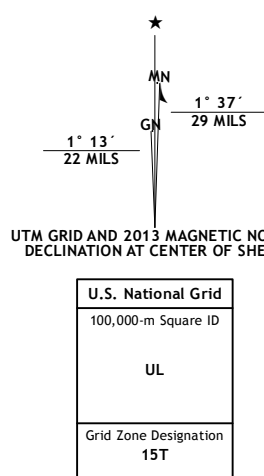 ★
MN
1° 37´
GN
29 MILS
1° 13´
22 MILS
UTM GRID AND 2013 MAGNETIC NO
DECLINATION AT CENTER OF SHE
U.S. National Grid
100,000-m Square ID
UL
Grid Zone Designation
15T